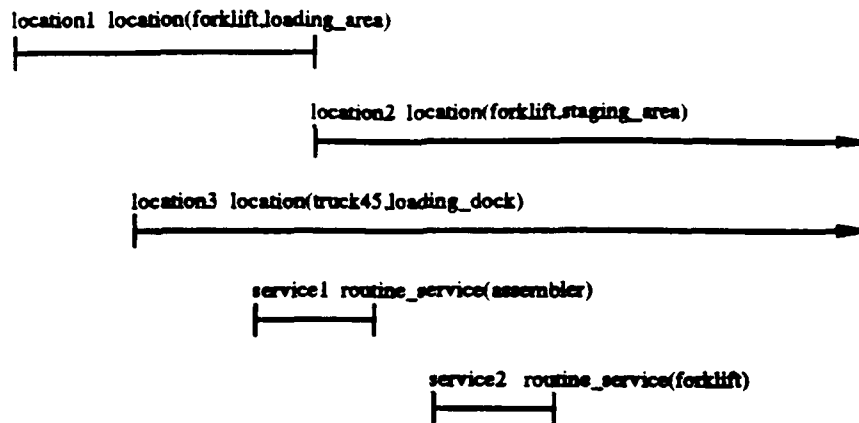 location1 location(forklift,loading_area)
location2 location(forklift,staging_area)
location3 location(truck45,loading_dock)
service1 routine_service(assembler)
service2 routine_service(forklift)